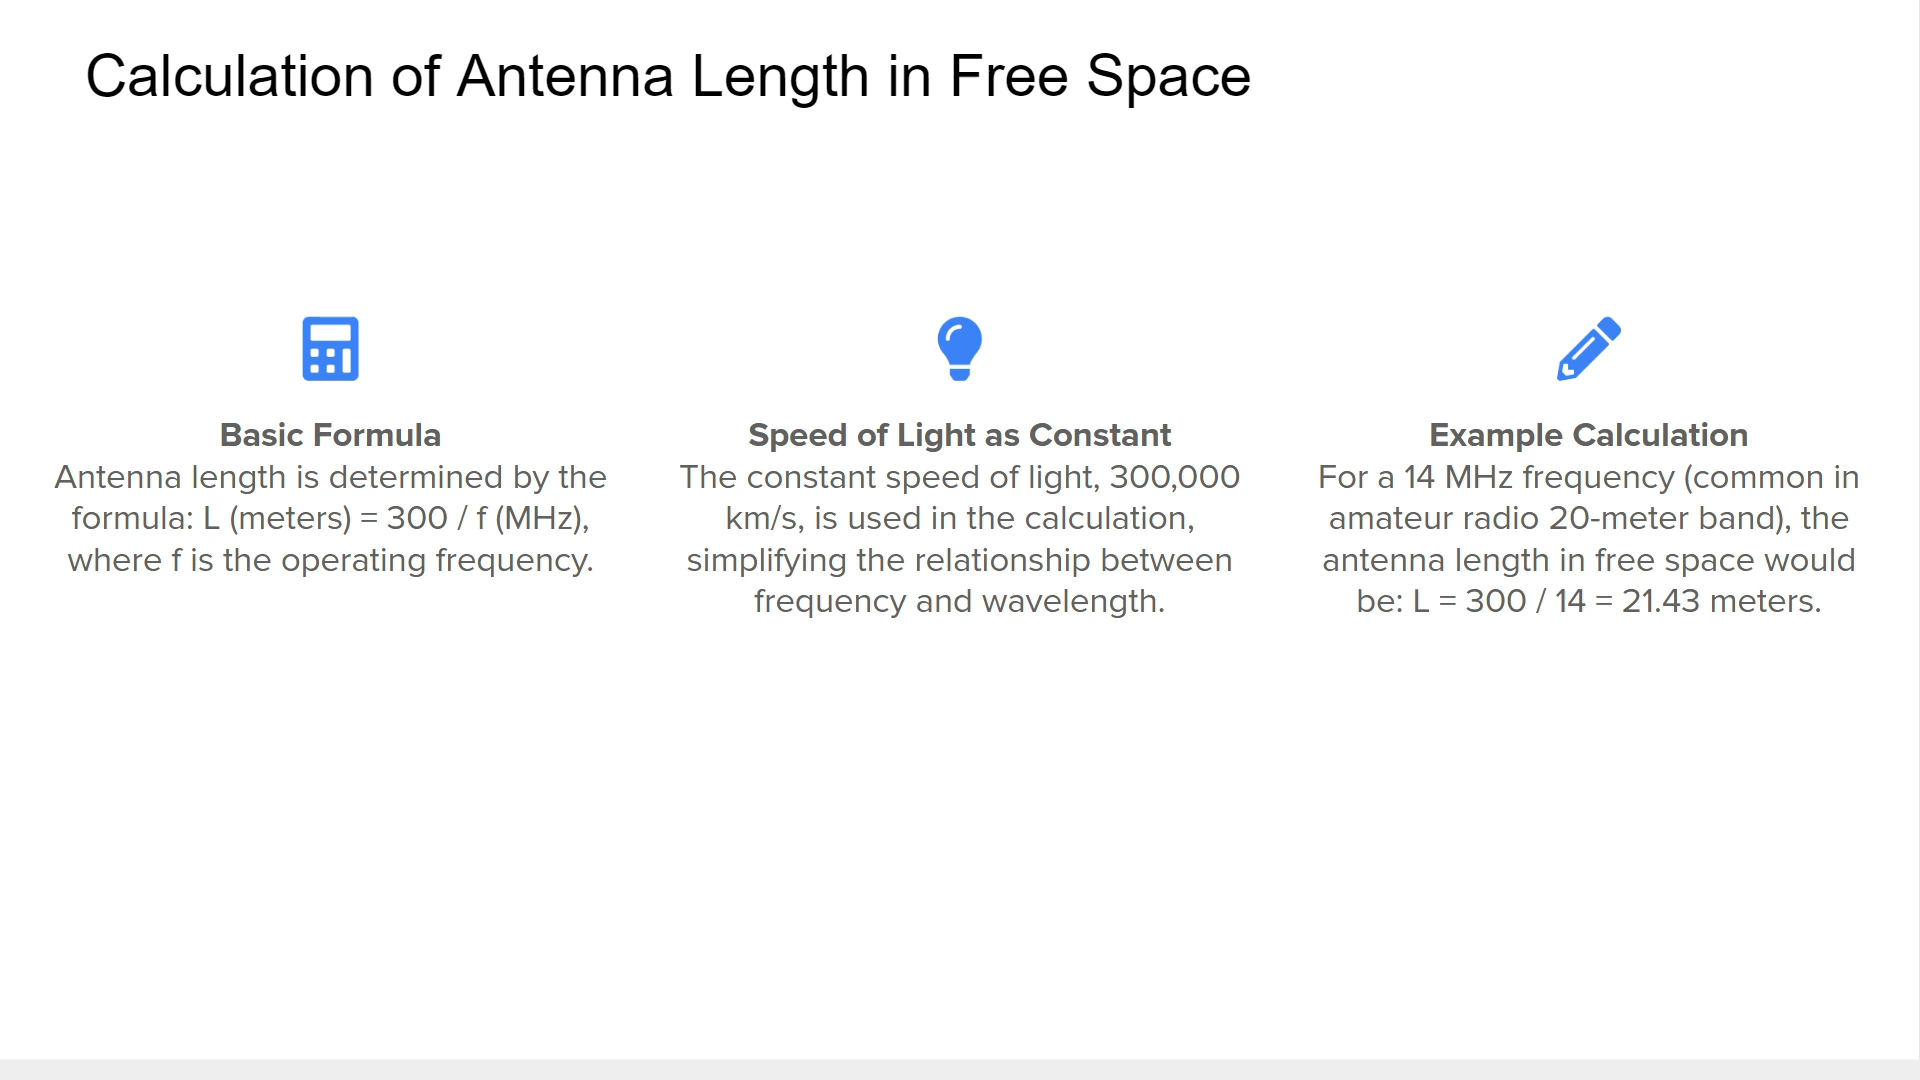 Calculation of Antenna Length in Free Space
Basic Formula
Antenna length is determined by the
formula: L (meters) = 300 / f (MHz),
where f is the operating frequency.
Speed of Light as Constant
The constant speed of light, 300,000
km/s, is used in the calculation,
simplifying the relationship between
frequency and wavelength.
Example Calculation
For a 14 MHz frequency (common in
amateur radio 20-meter band), the
antenna length in free space would
be: L = 300 / 14 = 21.43 meters.